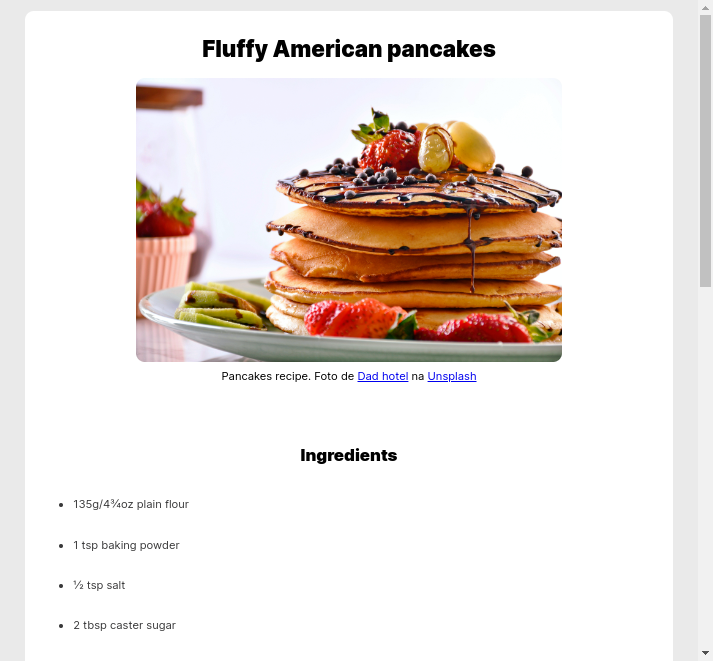 Fluffy American pancakes
Pancakes recipe. Foto de Dad hotel na Unsplash
Ingredients
135g/4¾oz plain flour
1 tsp baking powder
½ tsp salt
2 tbsp caster sugar